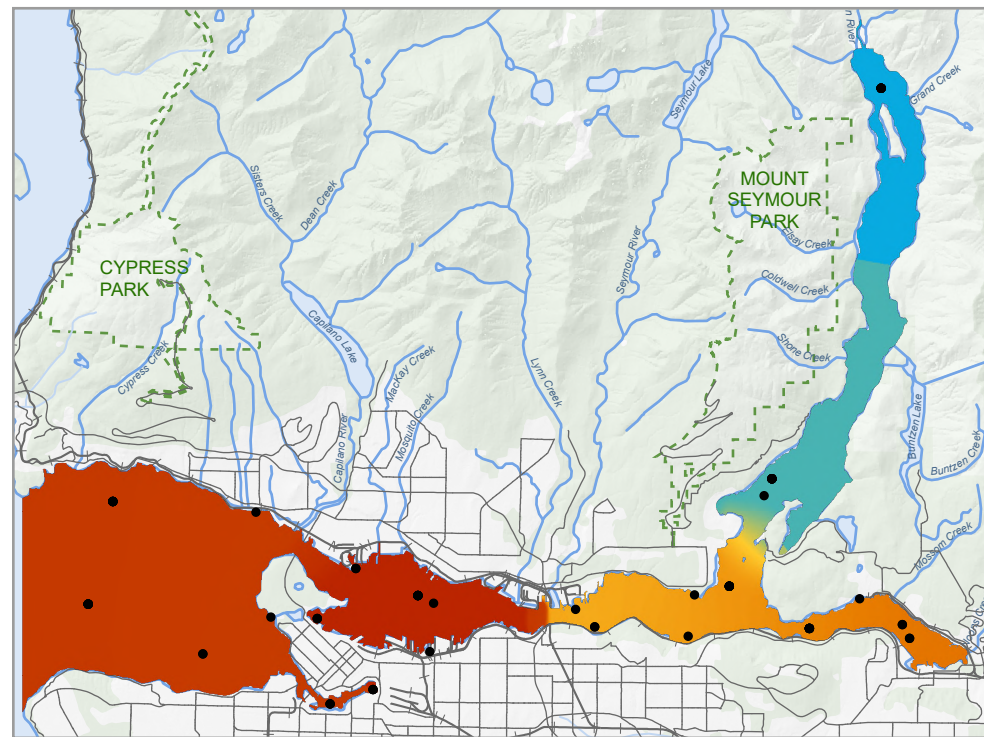 River
Grand Creek
Seymour Lake
MOUNT
SEYMOUR
PARK
Elsay Creek
Sisters Creek
Dean Creek
Seymour River
CYPRESS
PARK
Coldwell Creek
Capilano Lake
Shone Creek
Cypress Creek
MacKay Creek
Lynn Creek
Mosquito Creek
Buntzen Lake
Capilano River
Buntzen Creek
Mossom Creek